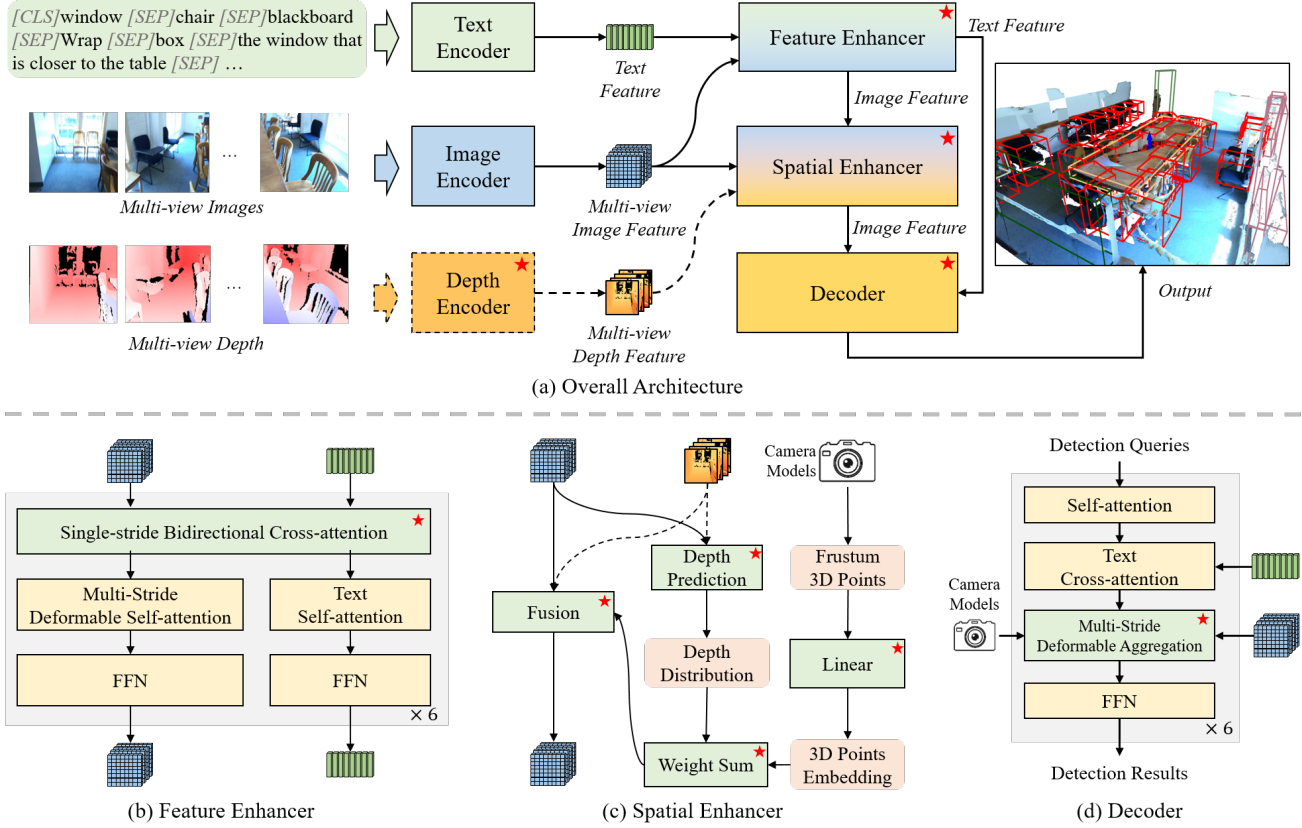 [CLS]window [SEP]chair [SEP]blackboard
[SEP]Wrap [SEP]box [SEP]the window that
is closer to the table [SEP] ...
Text
Encoder
Text
Feature
Feature Enhancer
Text Feature
Image Feature
Multi-view Images
...
Image
Encoder
Multi-view
Image Feature
Spatial Enhancer
Image Feature
Multi-view Depth
...
Depth
Encoder
Multi-view
Depth Feature
Decoder
Output
(a) Overall Architecture
Single-stride Bidirectional Cross-attention
Multi-Stride
Deformable Self-attention
Text
Self-attention
FFN
FFN
× 6
(b) Feature Enhancer
Camera
Models
Depth
Prediction
Frustum
3D Points
Fusion
Depth
Distribution
Linear
Weight Sum
3D Points
Embedding
(c) Spatial Enhancer
Detection Queries
Self-attention
Text
Cross-attention
Camera
Models
Multi-Stride
Deformable Aggregation
FFN
× 6
Detection Results
(d) Decoder